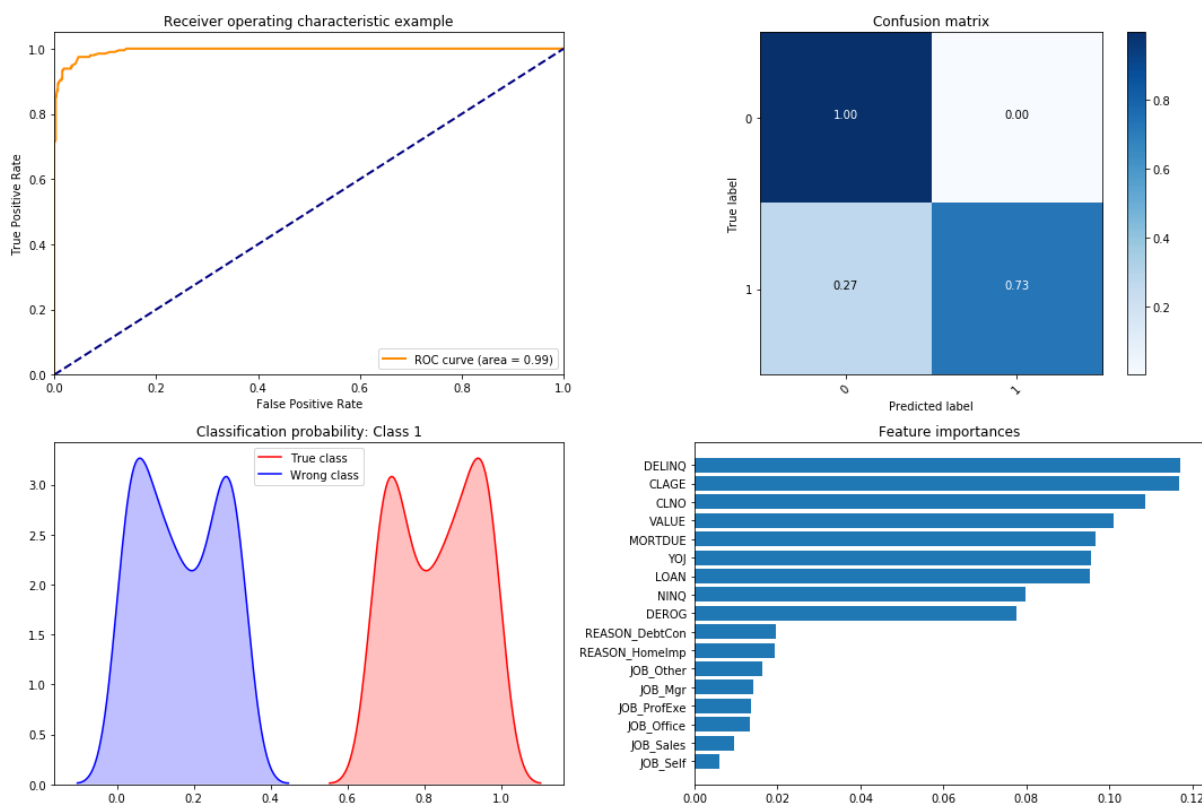 Receiver operating characteristic example
1.0
0.8
0.6
0.4
0.2
0.0
True Positive Rate
0.0 0.2 0.4 0.6 0.8 1.0
False Positive Rate
ROC curve (area = 0.99)
Confusion matrix
0
1
True label
1.00 0.00
0.27 0.73
0 1
Predicted label
0.8
0.6
0.4
0.2
Classification probability: Class 1
True class
Wrong class
3.0
2.5
2.0
1.5
1.0
0.5
0.0
0.0 0.2 0.4 0.6 0.8 1.0
Feature importances
DELINQ
CLAGE
CLNO
VALUE
MORTDUE
YOJ
LOAN
NINQ
DEROG
REASON_DebtCon
REASON_HomeImp
JOB_Other
JOB_Mgr
JOB_ProfExe
JOB_Office
JOB_Sales
JOB_Self
0.00 0.02 0.04 0.06 0.08 0.10 0.12